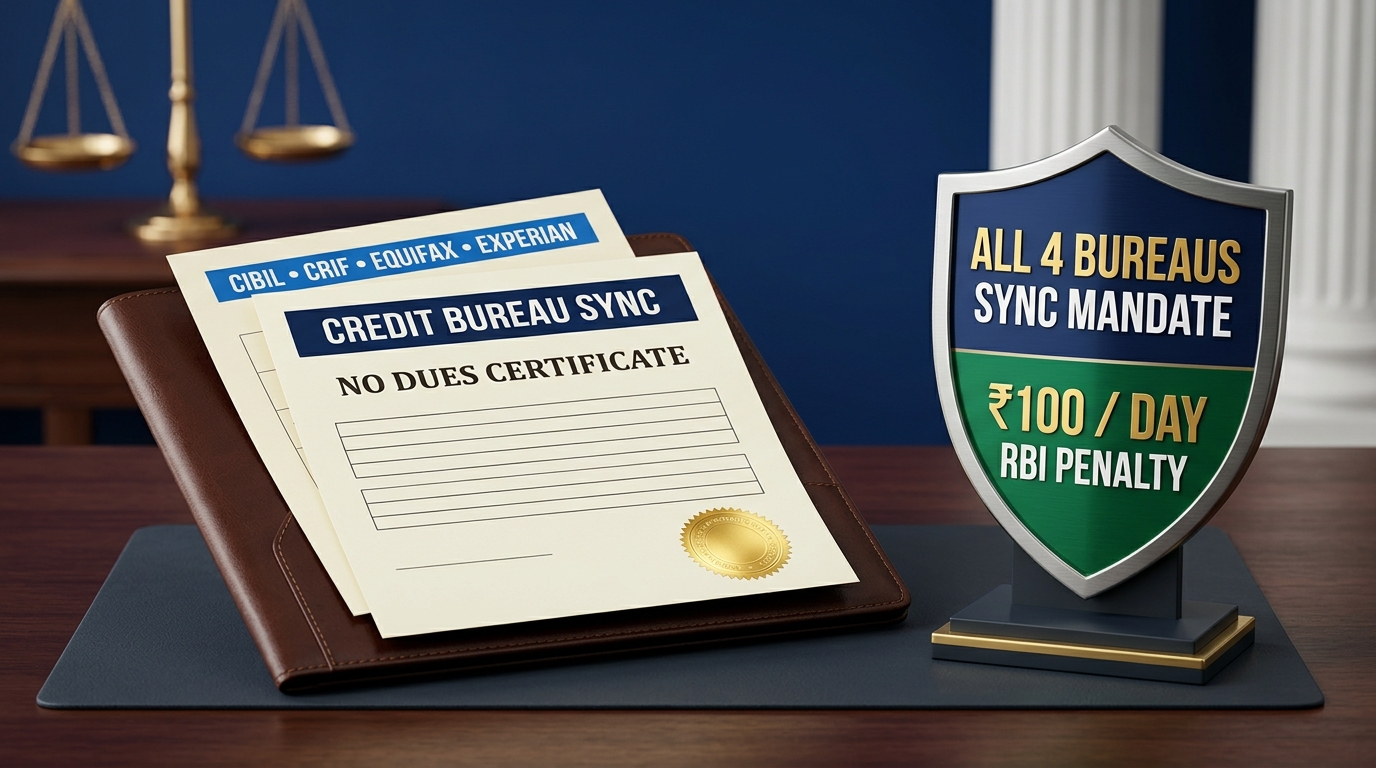 CIBIL • CRIF • EQUIFAX • EXPERIAN
CREDIT BUREAU SYNC
NO DUES CERTIFICATE
ALL 4 BUREAUS
SYNC MANDATE
₹100 / DAY
RBI PENALTY